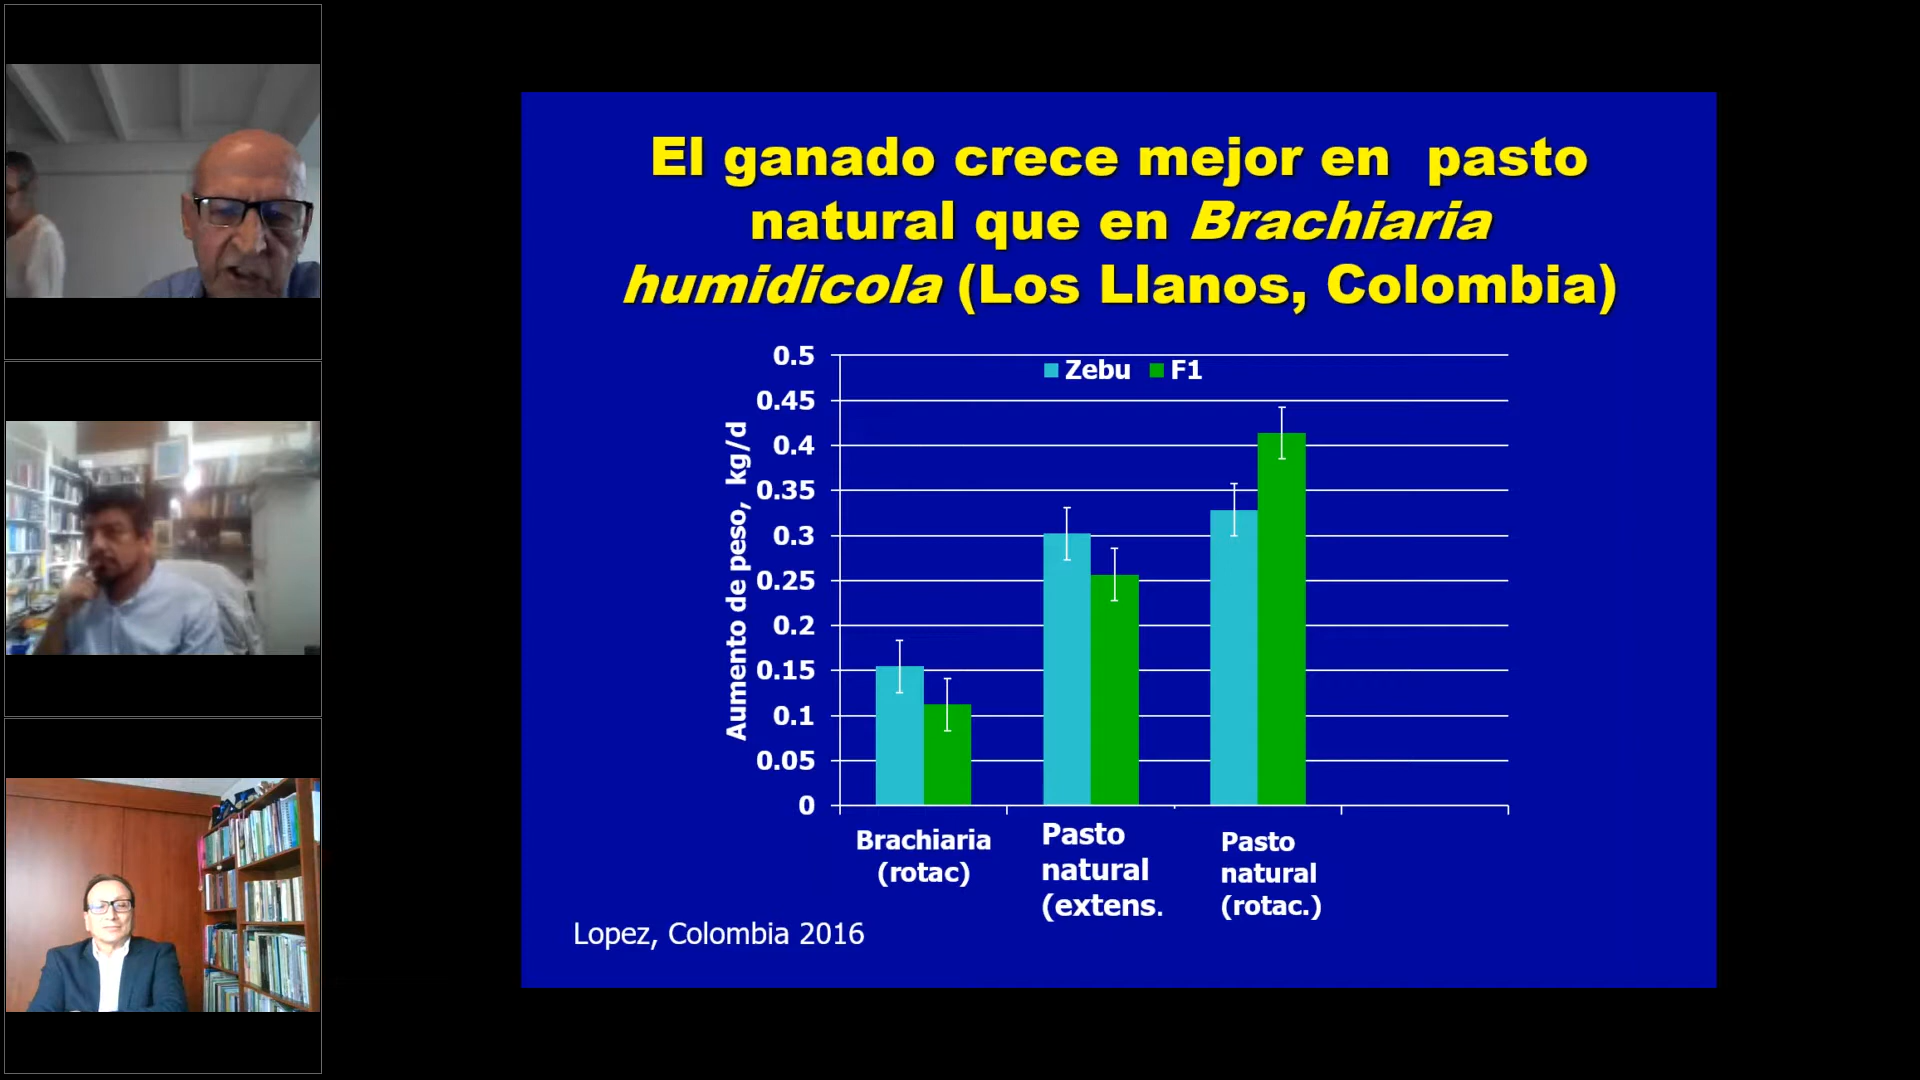 El ganado crece mejor en pasto
natural que en Brachiaria
humidicola (Los Llanos, Colombia)
Zebu F1
Aumento de peso, kg/d
0.5
0.45
0.4
0.35
0.3
0.25
0.2
0.15
0.1
0.05
0
Brachiaria
(rotac)
Pasto
natural
(extens.
Pasto
natural
(rotac.)
Lopez, Colombia 2016